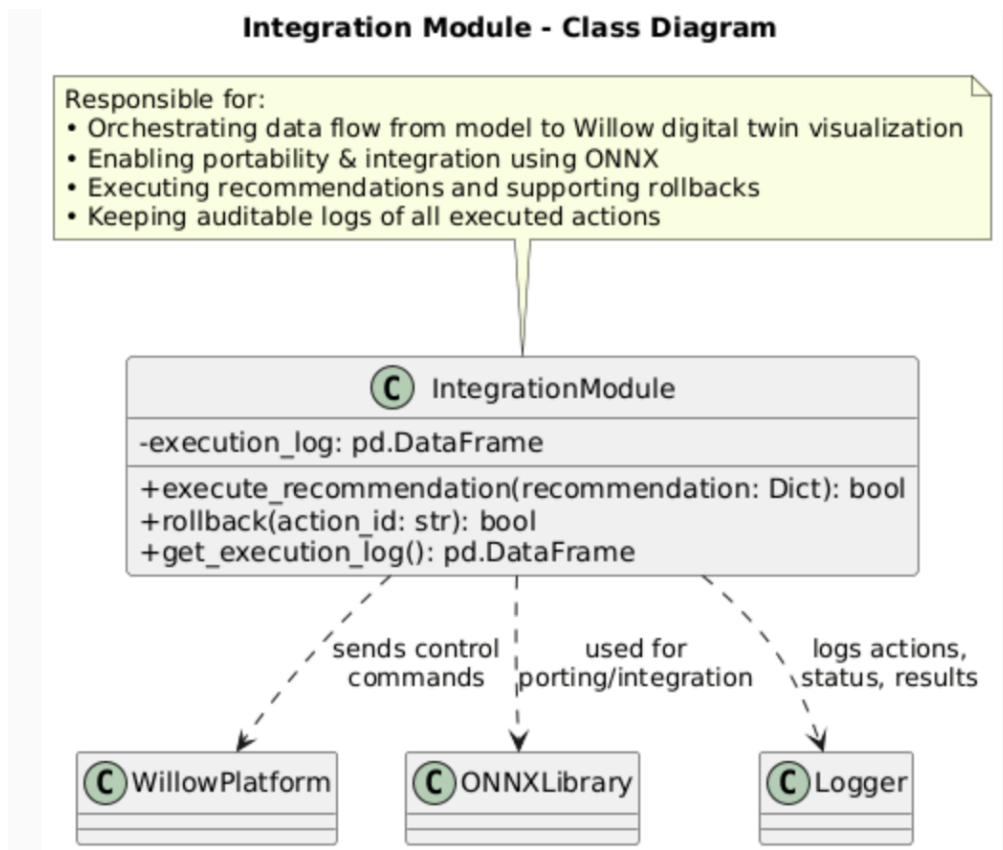 Integration Module - Class Diagram
Responsible for:
• Orchestrating data flow from model to Willow digital twin visualization
• Enabling portability & integration using ONNX
• Executing recommendations and supporting rollbacks
• Keeping auditable logs of all executed actions
C IntegrationModule
-execution_log: pd.DataFrame
+execute_recommendation(recommendation: Dict): bool
+rollback(action_id: str): bool
+get_execution_log(): pd.DataFrame
sends control
commands
used for
porting/integration
logs actions,
status, results
C WillowPlatform
C ONNXLibrary
C Logger